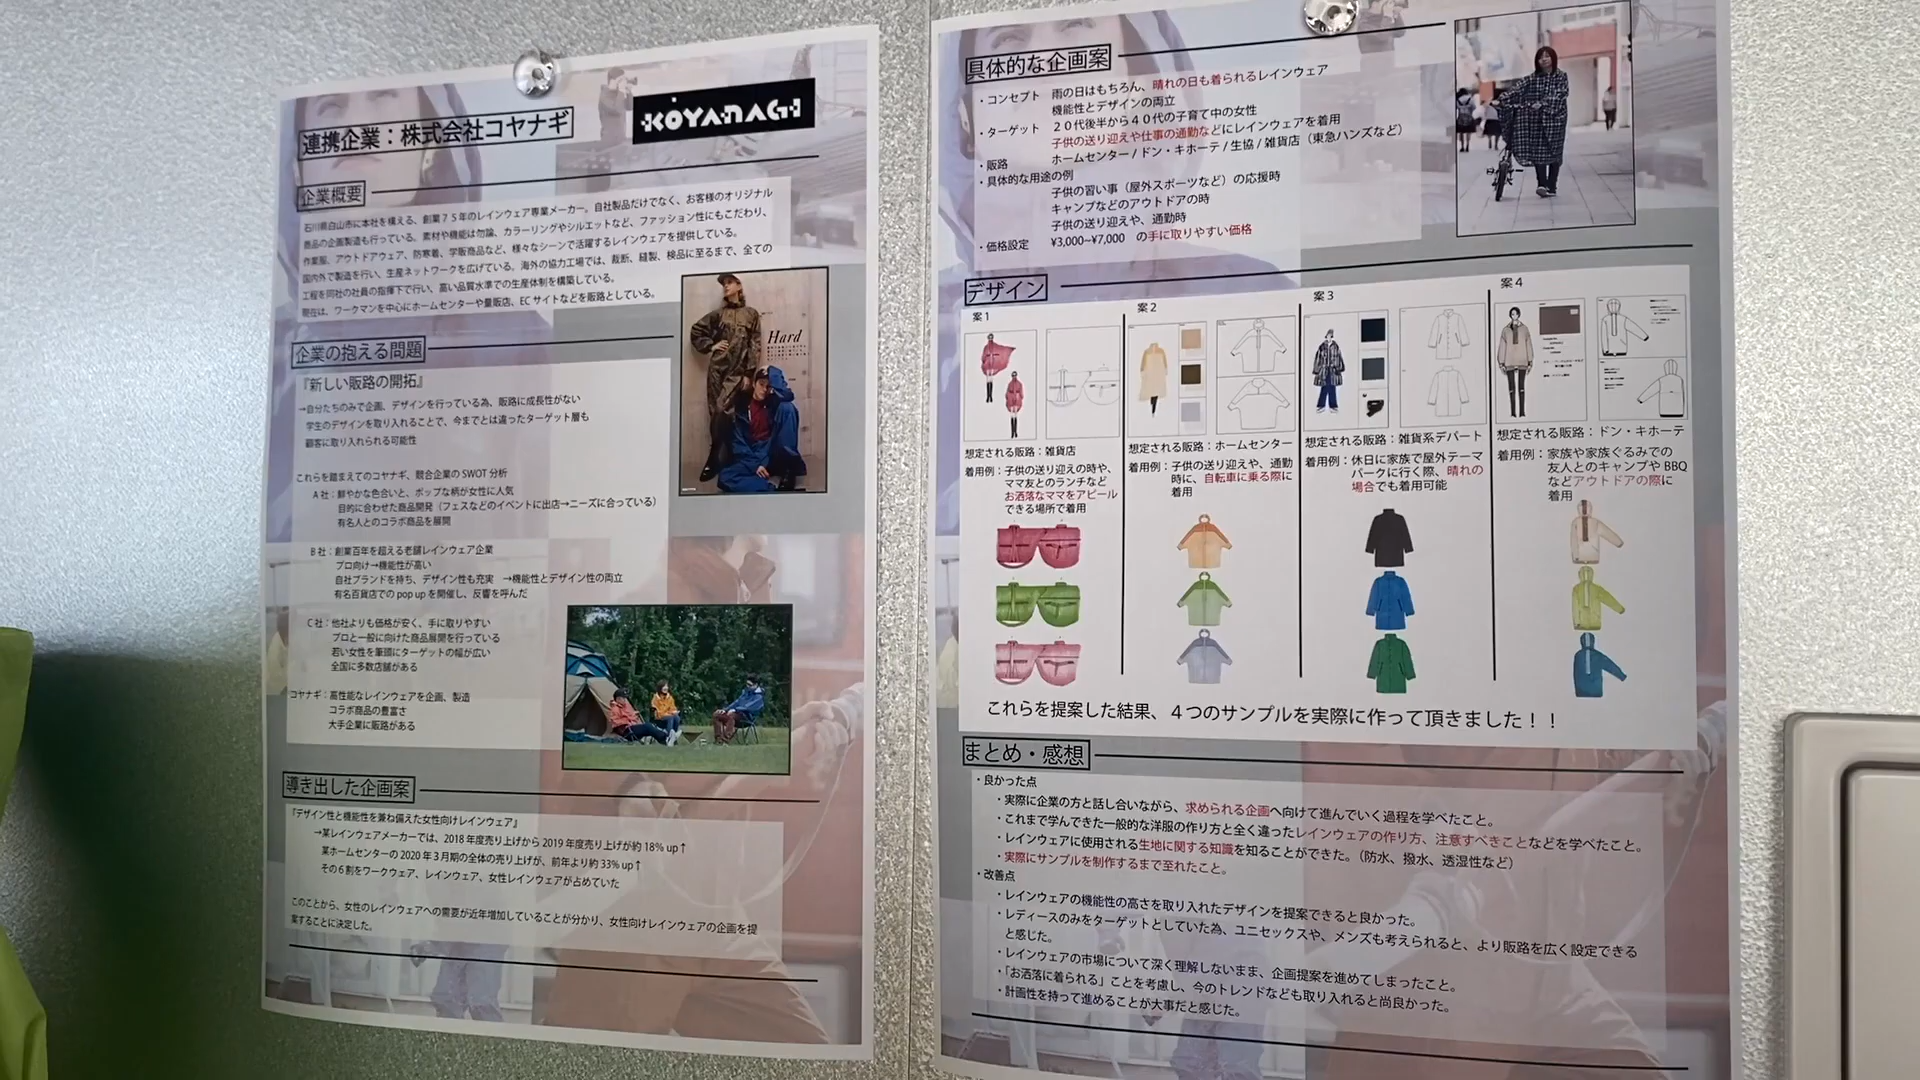 連携企業：株式会社コヤナギ
KOYANAGI
企業概要
石川県白山市に本社を構える、創業７５年のレインウェア専業メーカー。自社製品だけでなく、お客様のオリジナル
商品の企画製造も行っている。素材や機能は勿論、カラーリングやシルエットなど、ファッション性にもこだわり、
作業服、アウトドアウェア、防寒着、学販商品など、様々なシーンで活躍するレインウェアを提供している。
国内外で製造を行い、生産ネットワークを広げている。海外の協力工場では、裁断、縫製、検品に至るまで、全ての
工程を同社の社員の指揮下で行い、高い品質水準での生産体制を構築している。
現在は、ワークマンを中心にホームセンターや量販店、ECサイトなどを販路としている。
Hard
企業の抱える問題
『新しい販路の開拓』
→自分たちのみで企画、デザインを行っている為、販路に成長性がない
学生のデザインを取り入れることで、今までとは違ったターゲット層も
顧客に取り入れられる可能性
これらを踏まえてのコヤナギ、競合企業のSWOT分析
A社：鮮やかな色合いと、ポップな柄が女性に人気
目的に合わせた商品開発（フェスなどのイベントに出店→ニーズに合っている）
有名人とのコラボ商品を展開
B社：創業百年を超える老舗レインウェア企業
プロ向け→機能性が高い
自社ブランドを持ち、デザイン性も充実　→機能性とデザイン性の両立
有名百貨店でのpop upを開催し、反響を呼んだ
C社：他社よりも価格が安く、手に取りやすい
プロと一般に向けた商品展開を行っている
若い女性を筆頭にターゲットの幅が広い
全国に多数店舗がある
コヤナギ：高性能なレインウェアを企画、製造
コラボ商品の豊富さ
大手企業に販路がある
導き出した企画案
『デザイン性と機能性を兼ね備えた女性向けレインウェア』
→某レインウェアメーカーでは、2018年度売り上げから2019年度売り上げが約18% up↑
某ホームセンターの2020年3月期の全体の売り上げが、前年より約33% up↑
その６割をワークウェア、レインウェア、女性レインウェアが占めていた
このことから、女性のレインウェアへの需要が近年増加していることが分かり、女性向けレインウェアの企画を提
案することに決定した。
具体的な企画案
・コンセプト　雨の日はもちろん、晴れの日も着られるレインウェア
機能性とデザインの両立
・ターゲット　２０代後半から４０代の子育て中の女性
子供の送り迎えや仕事の通勤などにレインウェアを着用
・販路　ホームセンター / ドン・キホーテ / 生協 / 雑貨店（東急ハンズなど）
・具体的な用途の例
子供の習い事（屋外スポーツなど）の応援時
キャンプなどのアウトドアの時
子供の送り迎えや、通勤時
・価格設定　¥3,000~¥7,000　の手に取りやすい価格
デザイン
案１
想定される販路：雑貨店
着用例：子供の送り迎えの時や、
ママ友とのランチなど
お洒落なママをアピール
できる場所で着用
案２
想定される販路：ホームセンター
着用例：子供の送り迎えや、通勤
時に、自転車に乗る際に
着用
案３
想定される販路：雑貨系デパート
着用例：休日に家族で屋外テーマ
パークに行く際、晴れの
場合でも着用可能
案４
想定される販路：ドン・キホーテ
着用例：家族や家族ぐるみでの
友人とのキャンプやBBQ
などアウトドアの際に
着用
これらを提案した結果、４つのサンプルを実際に作って頂きました！！
まとめ・感想
・良かった点
・実際に企業の方と話し合いながら、求められる企画へ向けて進んでいく過程を学べたこと。
・これまで学んできた一般的な洋服の作り方と全く違ったレインウェアの作り方、注意すべきことなどを学べたこと。
・レインウェアに使用される生地に関する知識を知ることができた。（防水、撥水、透湿性など）
・実際にサンプルを制作するまで至れたこと。
・改善点
・レインウェアの機能性の高さを取り入れたデザインを提案できると良かった。
・レディースのみをターゲットとしていた為、ユニセックスや、メンズも考えられると、より販路を広く設定できる
と感じた。
・レインウェアの市場について深く理解しないまま、企画提案を進めてしまったこと。
・「お洒落に着られる」ことを考慮し、今のトレンドなども取り入れると尚良かった。
・計画性を持って進めることが大事だと感じた。